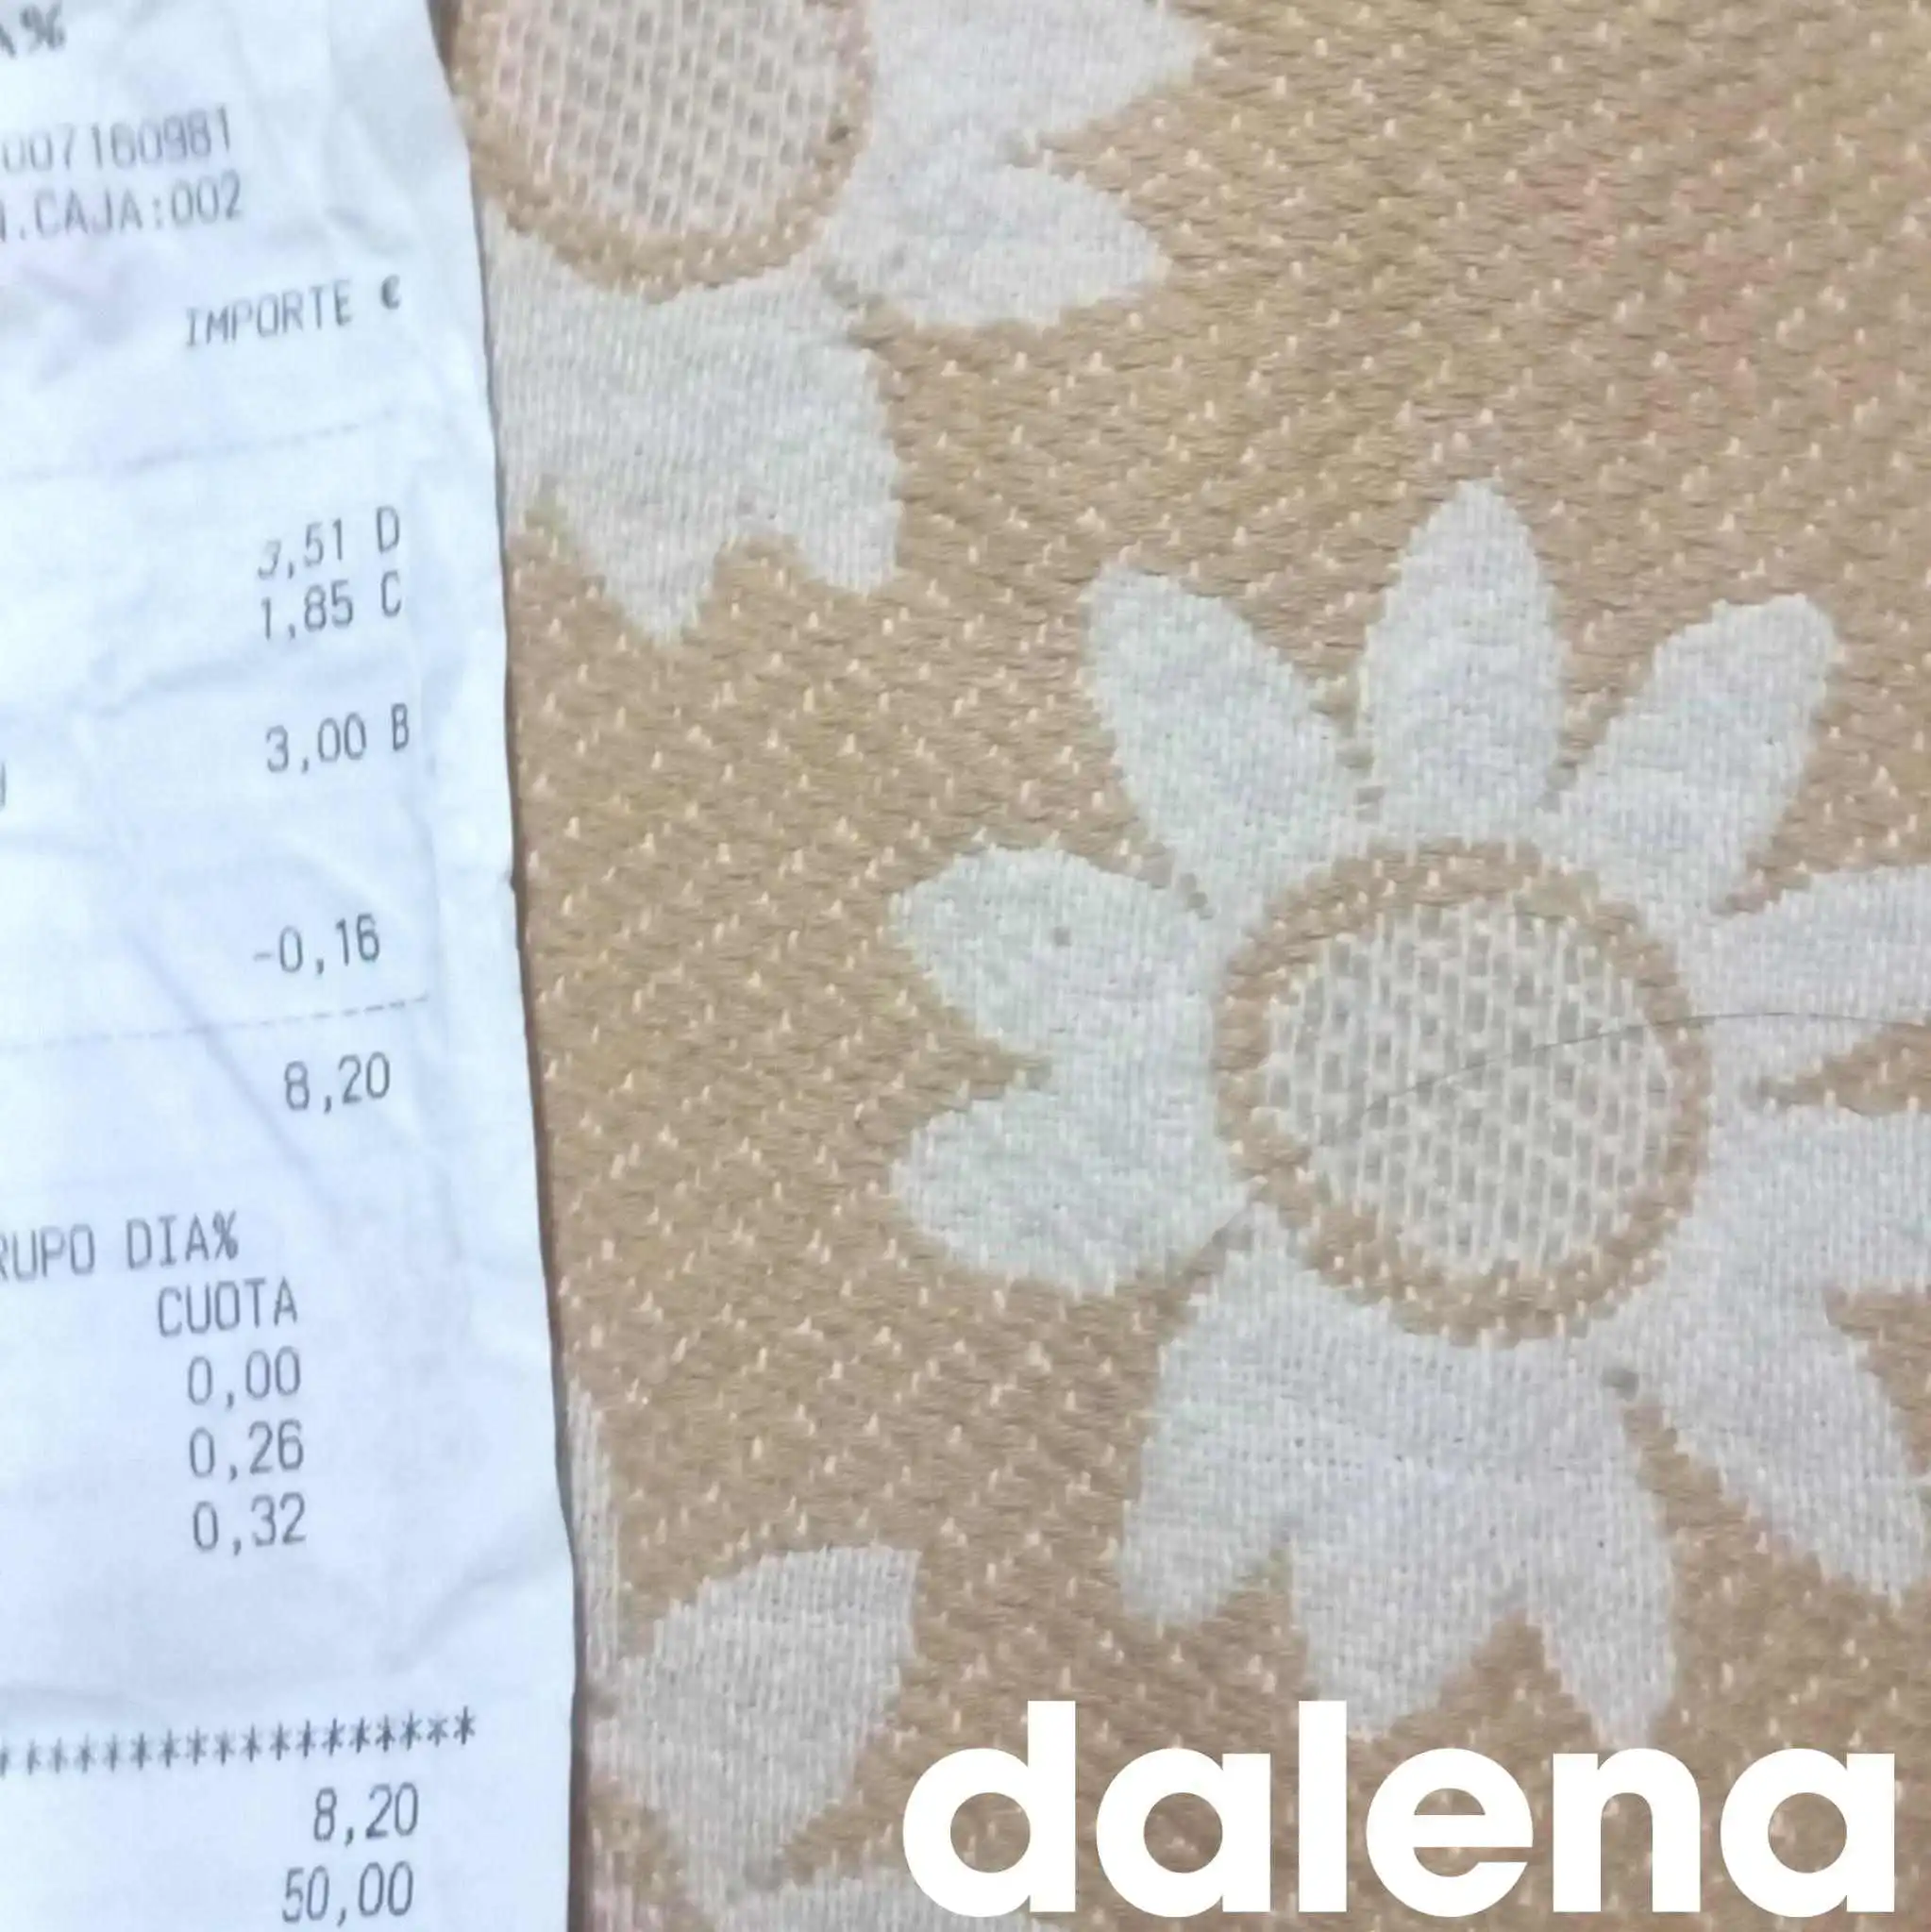 A%
007160981
N.CAJA:002
IMPORTE €
3,51 D
1,85 C
3,00 B
-0,16
8,20
RUPO DIA%
CUOTA
0,00
0,26
0,32
******************
8,20
50,00
dalena